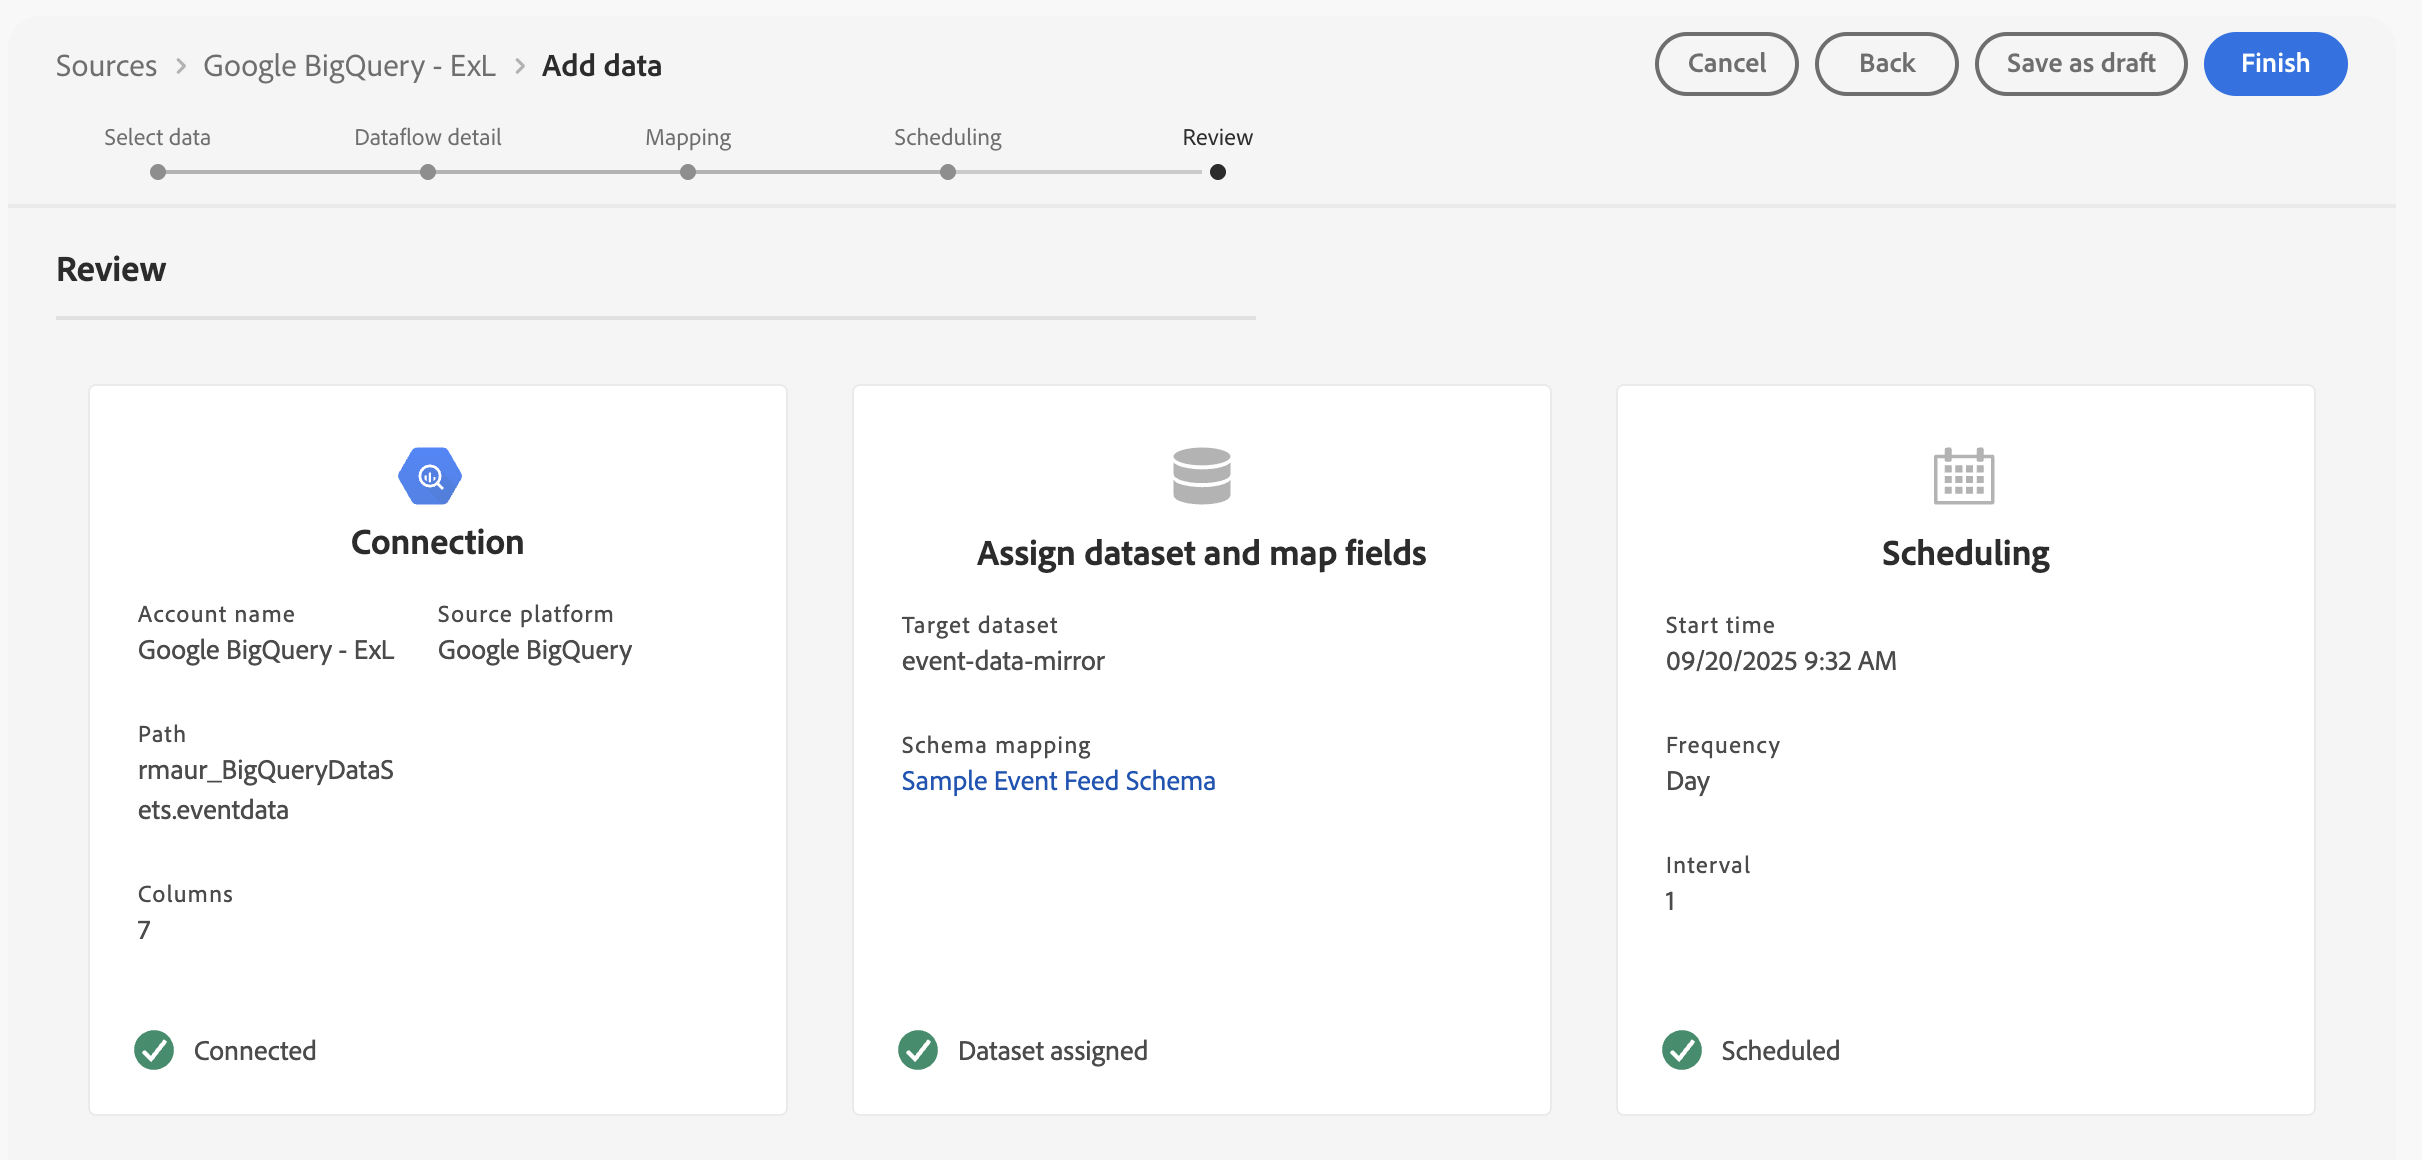 Sources > Google BigQuery - ExL > Add data
Cancel
Back
Save as draft
Finish
Select data
Dataflow detail
Mapping
Scheduling
Review
Review
Connection
Account name
Google BigQuery - ExL
Source platform
Google BigQuery
Path
rmaur_BigQueryDataS
ets.eventdata
Columns
7
Connected
Assign dataset and map fields
Target dataset
event-data-mirror
Schema mapping
Sample Event Feed Schema
Dataset assigned
Scheduling
Start time
09/20/2025 9:32 AM
Frequency
Day
Interval
1
Scheduled